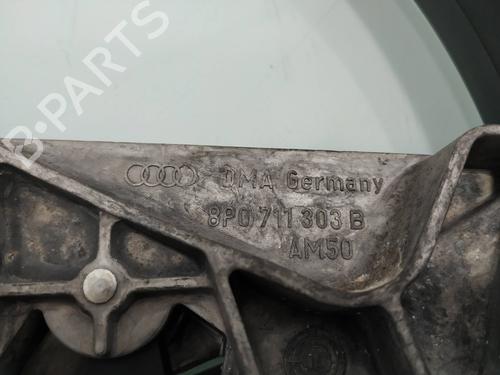 B-PARTS
DMA Germany
8P0 711 303 B
AM50